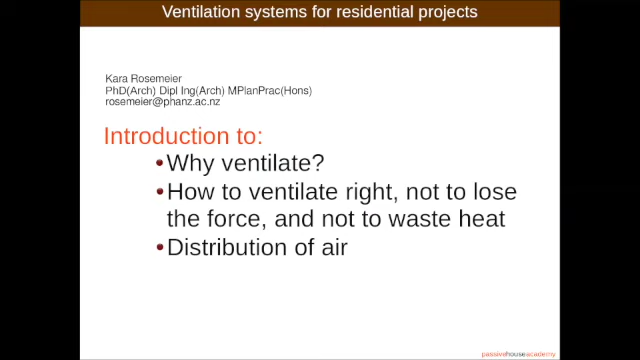 Ventilation systems for residential projects
Kara Rosemeier
PhD(Arch) Dipl Ing(Arch) MPlanPrac(Hons)
rosemeier@phanz.ac.nz
Introduction to:
•Why ventilate?
•How to ventilate right, not to lose
the force, and not to waste heat
•Distribution of air
passivehouseacademy